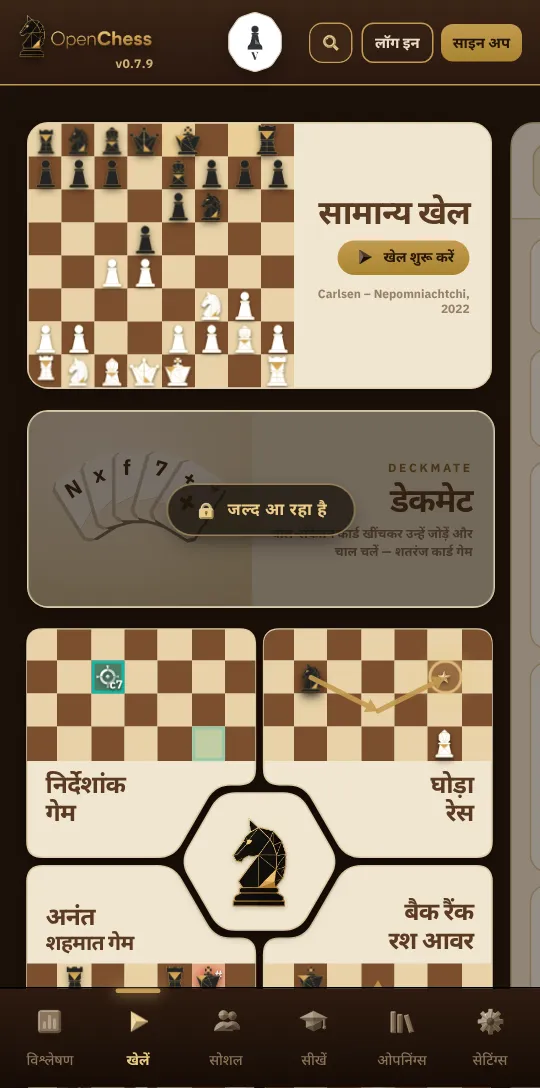 OpenChess
v0.7.9
V
लॉग इन
साइन अप
सामान्य खेल
खेल शुरू करें
Carlsen – Nepomniachtchi,
2022
N x f 7 +
DECKMATE
डेकमेट
जल्द आ रहा है
कार्ड खींचकर उन्हें जोड़ें और
चाल चलें — शतरंज कार्ड गेम
c7
निर्देशांक
गेम
घोड़ा
रेस
अनंत
शहमात गेम
बैक रैंक
रश आवर
#
विश्लेषण
खेलें
सोशल
सीखें
ओपनिंग्स
सेटिंग्स